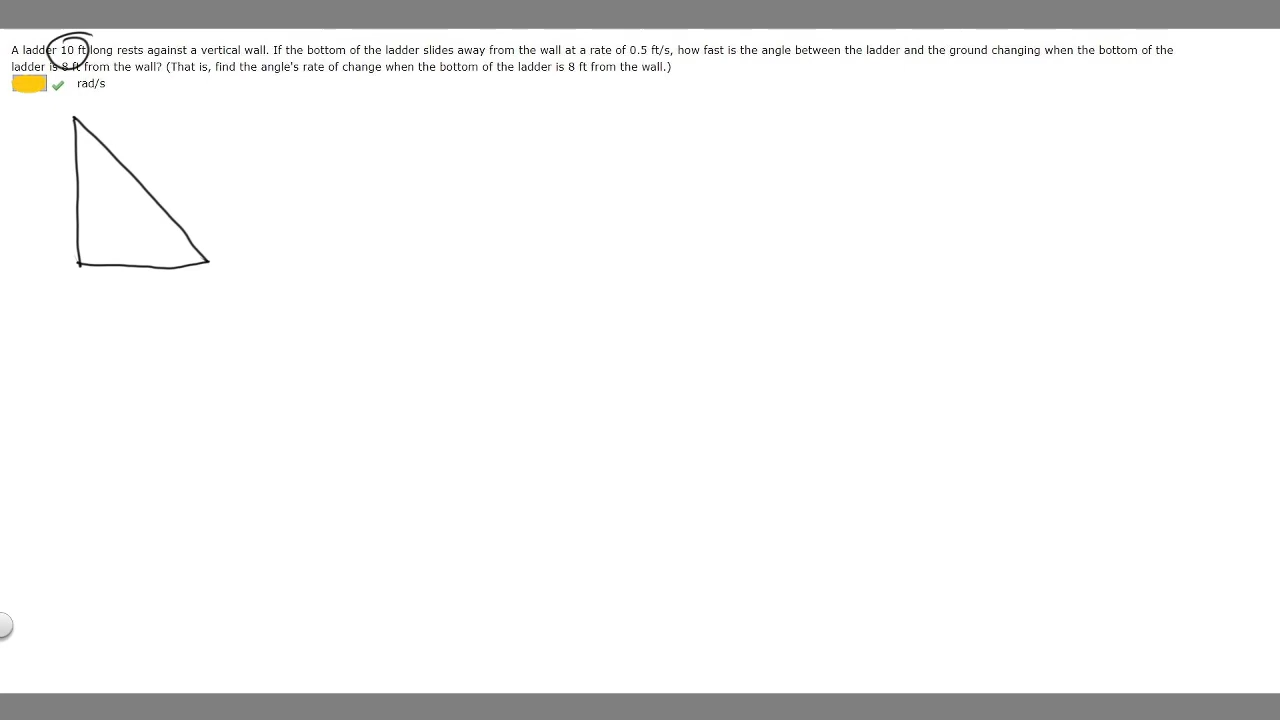 A ladder 10 ft long rests against a vertical wall. If the bottom of the ladder slides away from the wall at a rate of 0.5 ft/s, how fast is the angle between the ladder and the ground changing when the bottom of the
ladder is 8 ft from the wall? (That is, find the angle's rate of change when the bottom of the ladder is 8 ft from the wall.)
rad/s